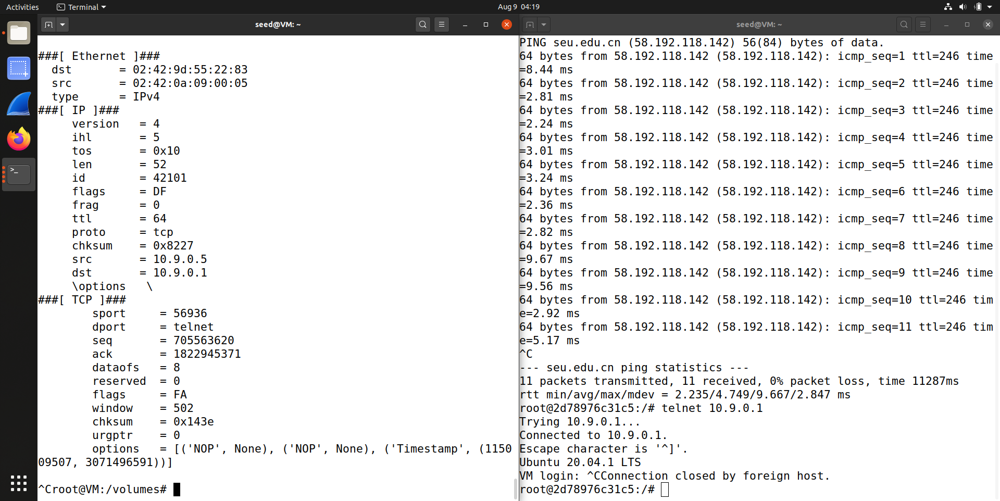 Activities
Terminal
Aug 9 04:19
seed@VM: ~
###[ Ethernet ]###
  dst       = 02:42:9d:55:22:83
  src       = 02:42:0a:09:00:05
  type      = IPv4
###[ IP ]###
     version   = 4
     ihl       = 5
     tos       = 0x10
     len       = 52
     id        = 42101
     flags     = DF
     frag      = 0
     ttl       = 64
     proto     = tcp
     chksum    = 0x8227
     src       = 10.9.0.5
     dst       = 10.9.0.1
     \options   \
###[ TCP ]###
        sport     = 56936
        dport     = telnet
        seq       = 705563620
        ack       = 1822945371
        dataofs   = 8
        reserved  = 0
        flags     = FA
        window    = 502
        chksum    = 0x143e
        urgptr    = 0
        options   = [('NOP', None), ('NOP', None), ('Timestamp', (1150
09507, 3071496591))]
^Croot@VM:/volumes#
seed@VM: ~
PING seu.edu.cn (58.192.118.142) 56(84) bytes of data.
64 bytes from 58.192.118.142 (58.192.118.142): icmp_seq=1 ttl=246 time
=8.44 ms
64 bytes from 58.192.118.142 (58.192.118.142): icmp_seq=2 ttl=246 time
=2.81 ms
64 bytes from 58.192.118.142 (58.192.118.142): icmp_seq=3 ttl=246 time
=2.24 ms
64 bytes from 58.192.118.142 (58.192.118.142): icmp_seq=4 ttl=246 time
=3.01 ms
64 bytes from 58.192.118.142 (58.192.118.142): icmp_seq=5 ttl=246 time
=3.24 ms
64 bytes from 58.192.118.142 (58.192.118.142): icmp_seq=6 ttl=246 time
=2.36 ms
64 bytes from 58.192.118.142 (58.192.118.142): icmp_seq=7 ttl=246 time
=2.82 ms
64 bytes from 58.192.118.142 (58.192.118.142): icmp_seq=8 ttl=246 time
=9.67 ms
64 bytes from 58.192.118.142 (58.192.118.142): icmp_seq=9 ttl=246 time
=9.56 ms
64 bytes from 58.192.118.142 (58.192.118.142): icmp_seq=10 ttl=246 tim
e=2.92 ms
64 bytes from 58.192.118.142 (58.192.118.142): icmp_seq=11 ttl=246 tim
e=5.17 ms
^C
--- seu.edu.cn ping statistics ---
11 packets transmitted, 11 received, 0% packet loss, time 11287ms
rtt min/avg/max/mdev = 2.235/4.749/9.667/2.847 ms
root@2d78976c31c5:/# telnet 10.9.0.1
Trying 10.9.0.1...
Connected to 10.9.0.1.
Escape character is '^]'.
Ubuntu 20.04.1 LTS
VM login: ^CConnection closed by foreign host.
root@2d78976c31c5:/#